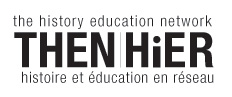 the history education network
THEN|HiER
histoire et éducation en réseau